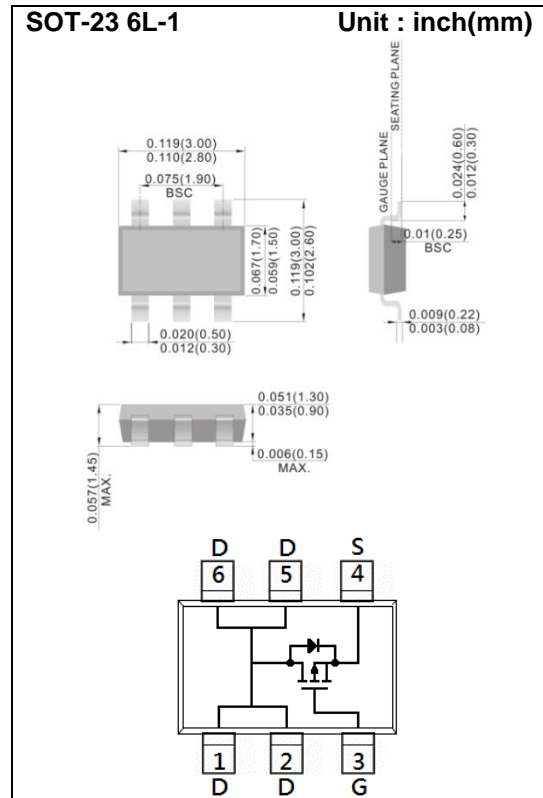 SOT-23 6L-1 Unit : inch(mm)
SEATING PLANE
GAUGE PLANE
0.024(0.60)
0.012(0.30)
0.119(3.00)
0.110(2.80)
0.075(1.90)
BSC
0.067(1.70)
0.059(1.50)
0.119(3.00)
0.102(2.60)
0.01(0.25)
BSC
0.020(0.50)
0.012(0.30)
0.009(0.22)
0.003(0.08)
0.051(1.30)
0.035(0.90)
0.006(0.15)
MAX.
0.057(1.45)
MAX.
D D S
6 5 4
1 2 3
D D G